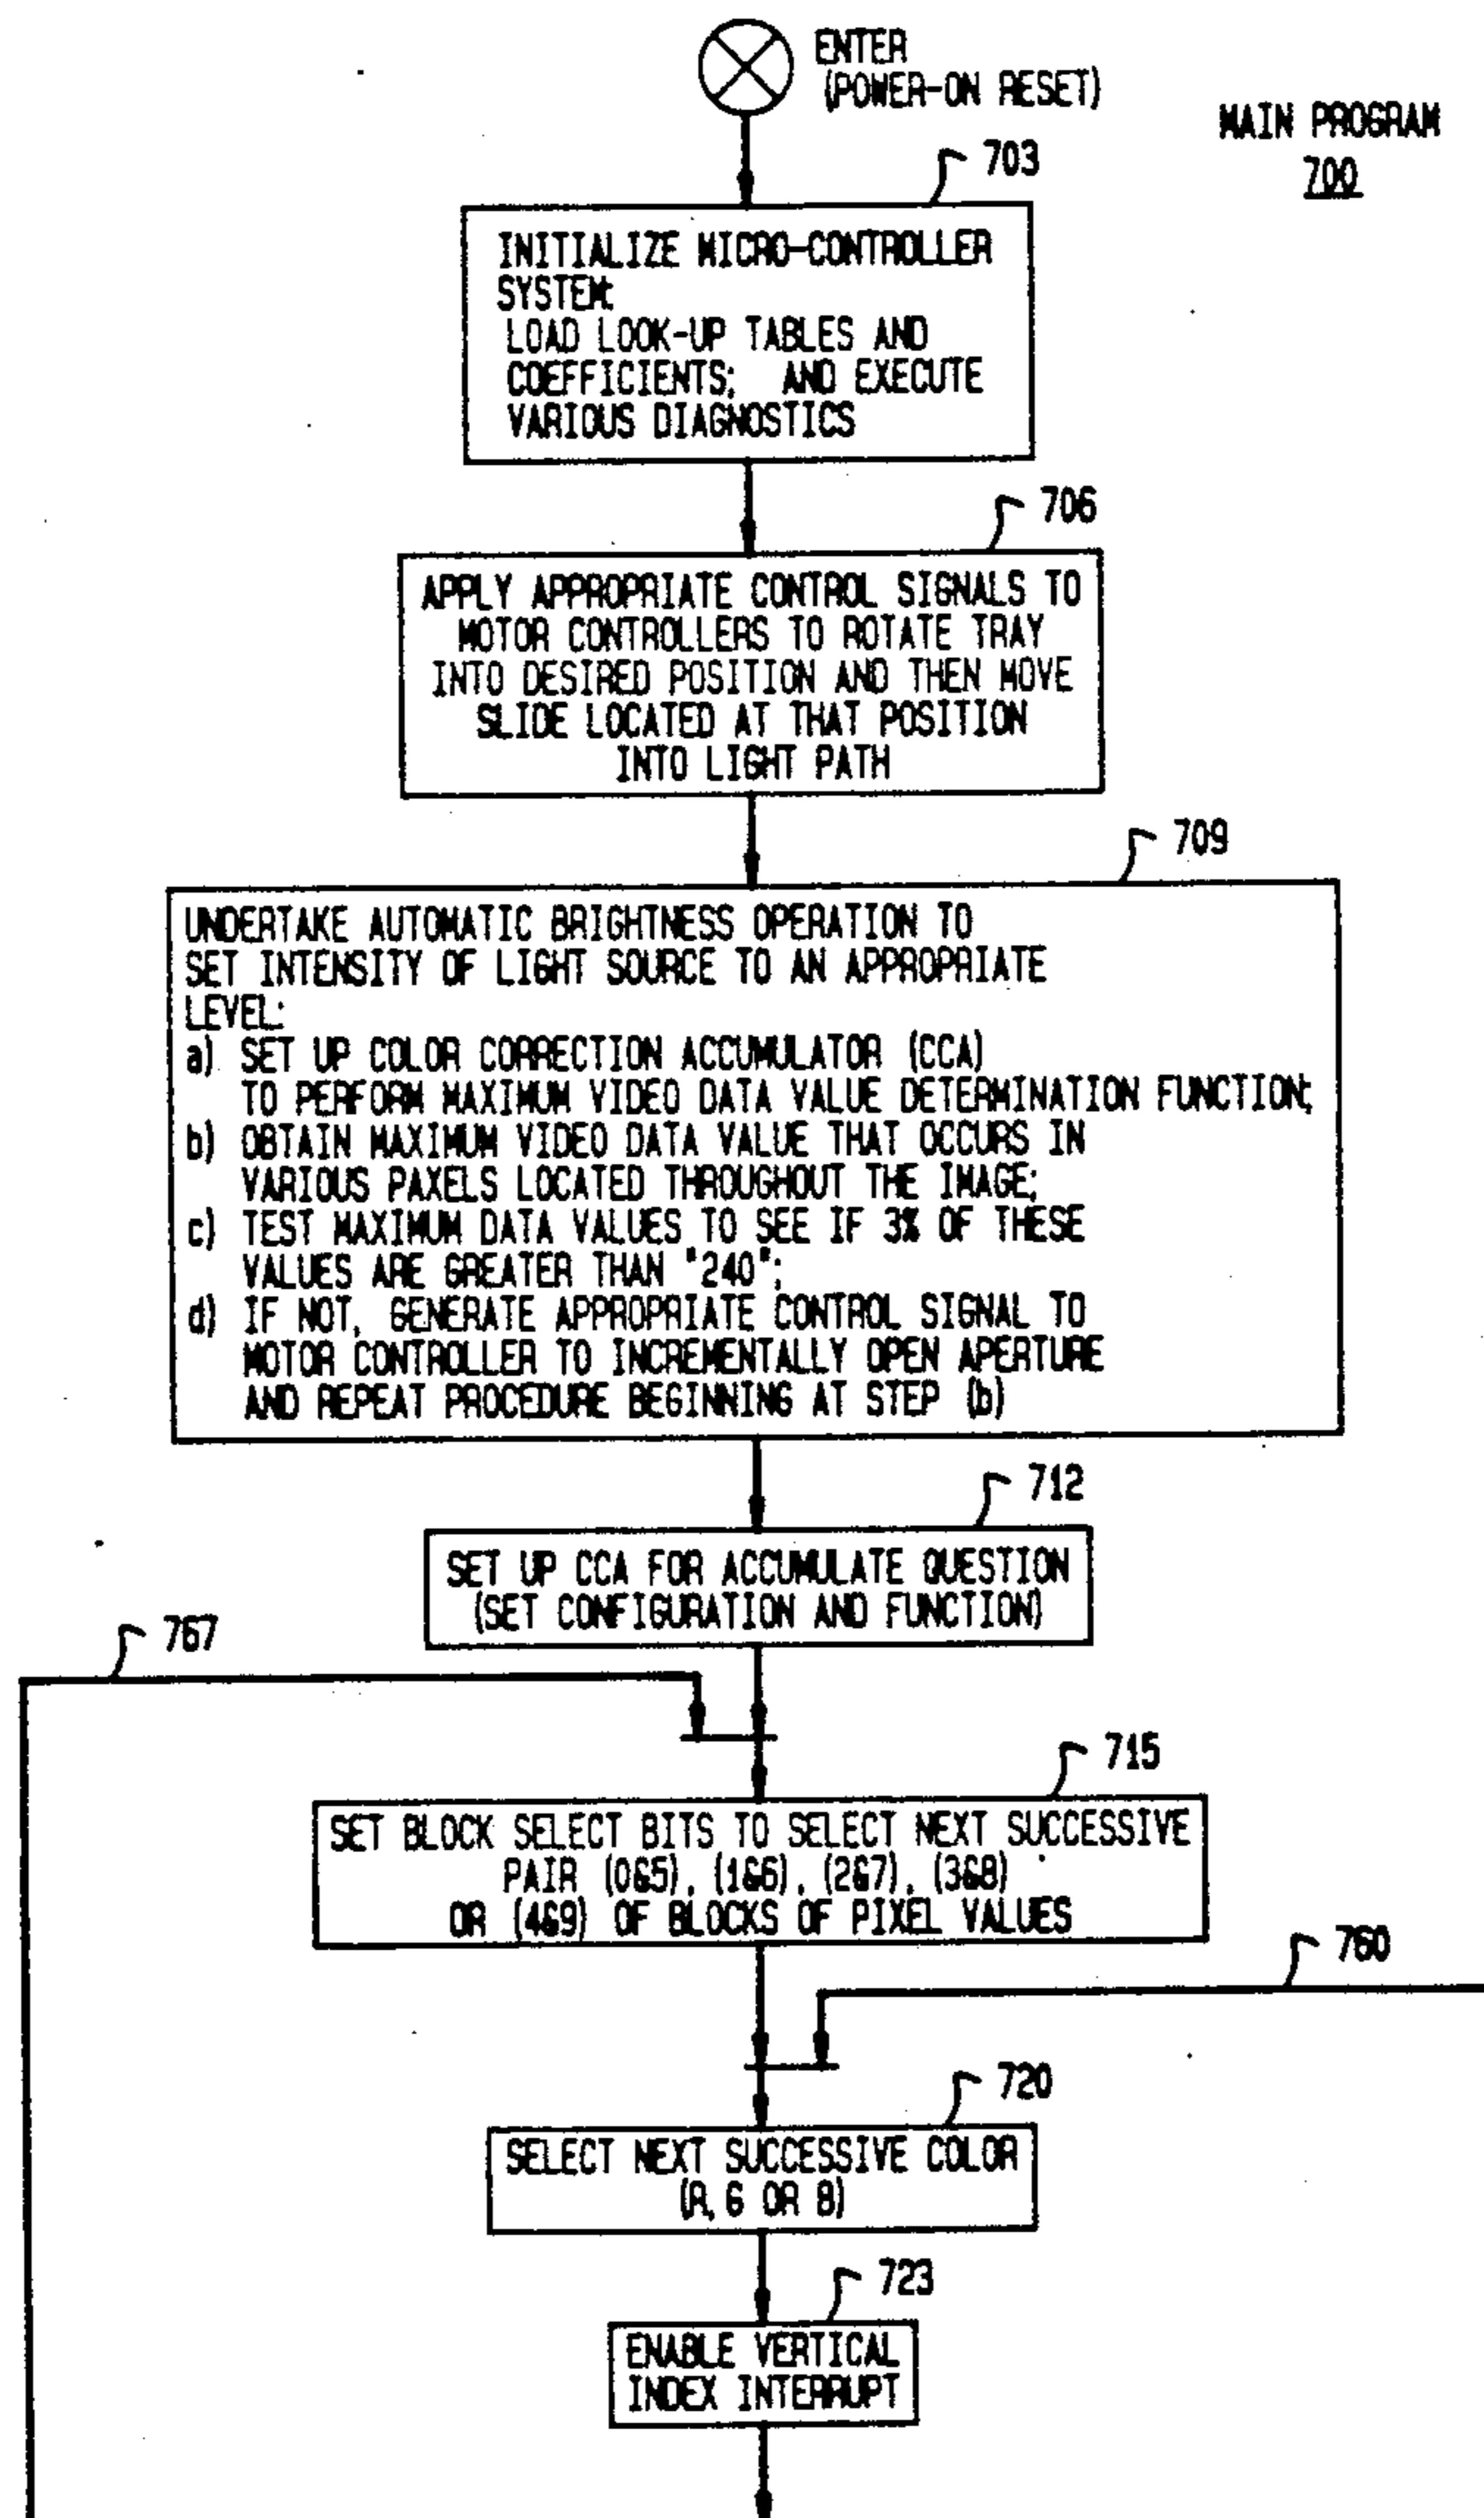 ENTER
(POWER-ON RESET)
MAIN PROGRAM
700
703
INITIALIZE MICRO-CONTROLLER
SYSTEM:
LOAD LOOK-UP TABLES AND
COEFFICIENTS; AND EXECUTE
VARIOUS DIAGNOSTICS
706
APPLY APPROPRIATE CONTROL SIGNALS TO
MOTOR CONTROLLERS TO ROTATE TRAY
INTO DESIRED POSITION AND THEN MOVE
SLIDE LOCATED AT THAT POSITION
INTO LIGHT PATH
709
UNDERTAKE AUTOMATIC BRIGHTNESS OPERATION TO
SET INTENSITY OF LIGHT SOURCE TO AN APPROPRIATE
LEVEL:
a) SET UP COLOR CORRECTION ACCUMULATOR (CCA)
TO PERFORM MAXIMUM VIDEO DATA VALUE DETERMINATION FUNCTION;
b) OBTAIN MAXIMUM VIDEO DATA VALUE THAT OCCURS IN
VARIOUS PAXELS LOCATED THROUGHOUT THE IMAGE;
c) TEST MAXIMUM DATA VALUES TO SEE IF 3% OF THESE
VALUES ARE GREATER THAN "240";
d) IF NOT, GENERATE APPROPRIATE CONTROL SIGNAL TO
MOTOR CONTROLLER TO INCREMENTALLY OPEN APERTURE
AND REPEAT PROCEDURE BEGINNING AT STEP (b)
712
SET UP CCA FOR ACCUMULATE QUESTION
(SET CONFIGURATION AND FUNCTION)
767
715
SET BLOCK SELECT BITS TO SELECT NEXT SUCCESSIVE
PAIR (0&5), (1&6), (2&7), (3&8)
OR (4&9) OF BLOCKS OF PIXEL VALUES
760
720
SELECT NEXT SUCCESSIVE COLOR
(R, G OR B)
723
ENABLE VERTICAL
INDEX INTERRUPT